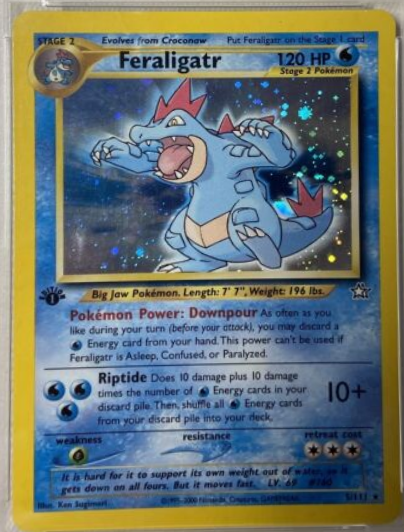 STAGE 2 Evolves from Croconaw Put Feraligatr on the Stage 1 card
Feraligatr 120 HP
Stage 2 Pokémon
EDITION 1
Big Jaw Pokémon. Length: 7' 7", Weight: 196 lbs.
Pokémon Power: Downpour As often as you
like during your turn (before your attack), you may discard a
Energy card from your hand. This power can't be used if
Feraligatr is Asleep, Confused, or Paralyzed.
Riptide Does 10 damage plus 10 damage
times the number of Energy cards in your
discard pile. Then, shuffle all Energy cards
from your discard pile into your deck.
10+
weakness resistance retreat cost
It is hard for it to support its own weight out of water, so it
gets down on all fours. But it moves fast. LV. 69 #160
Illus. Ken Sugimori 5/111